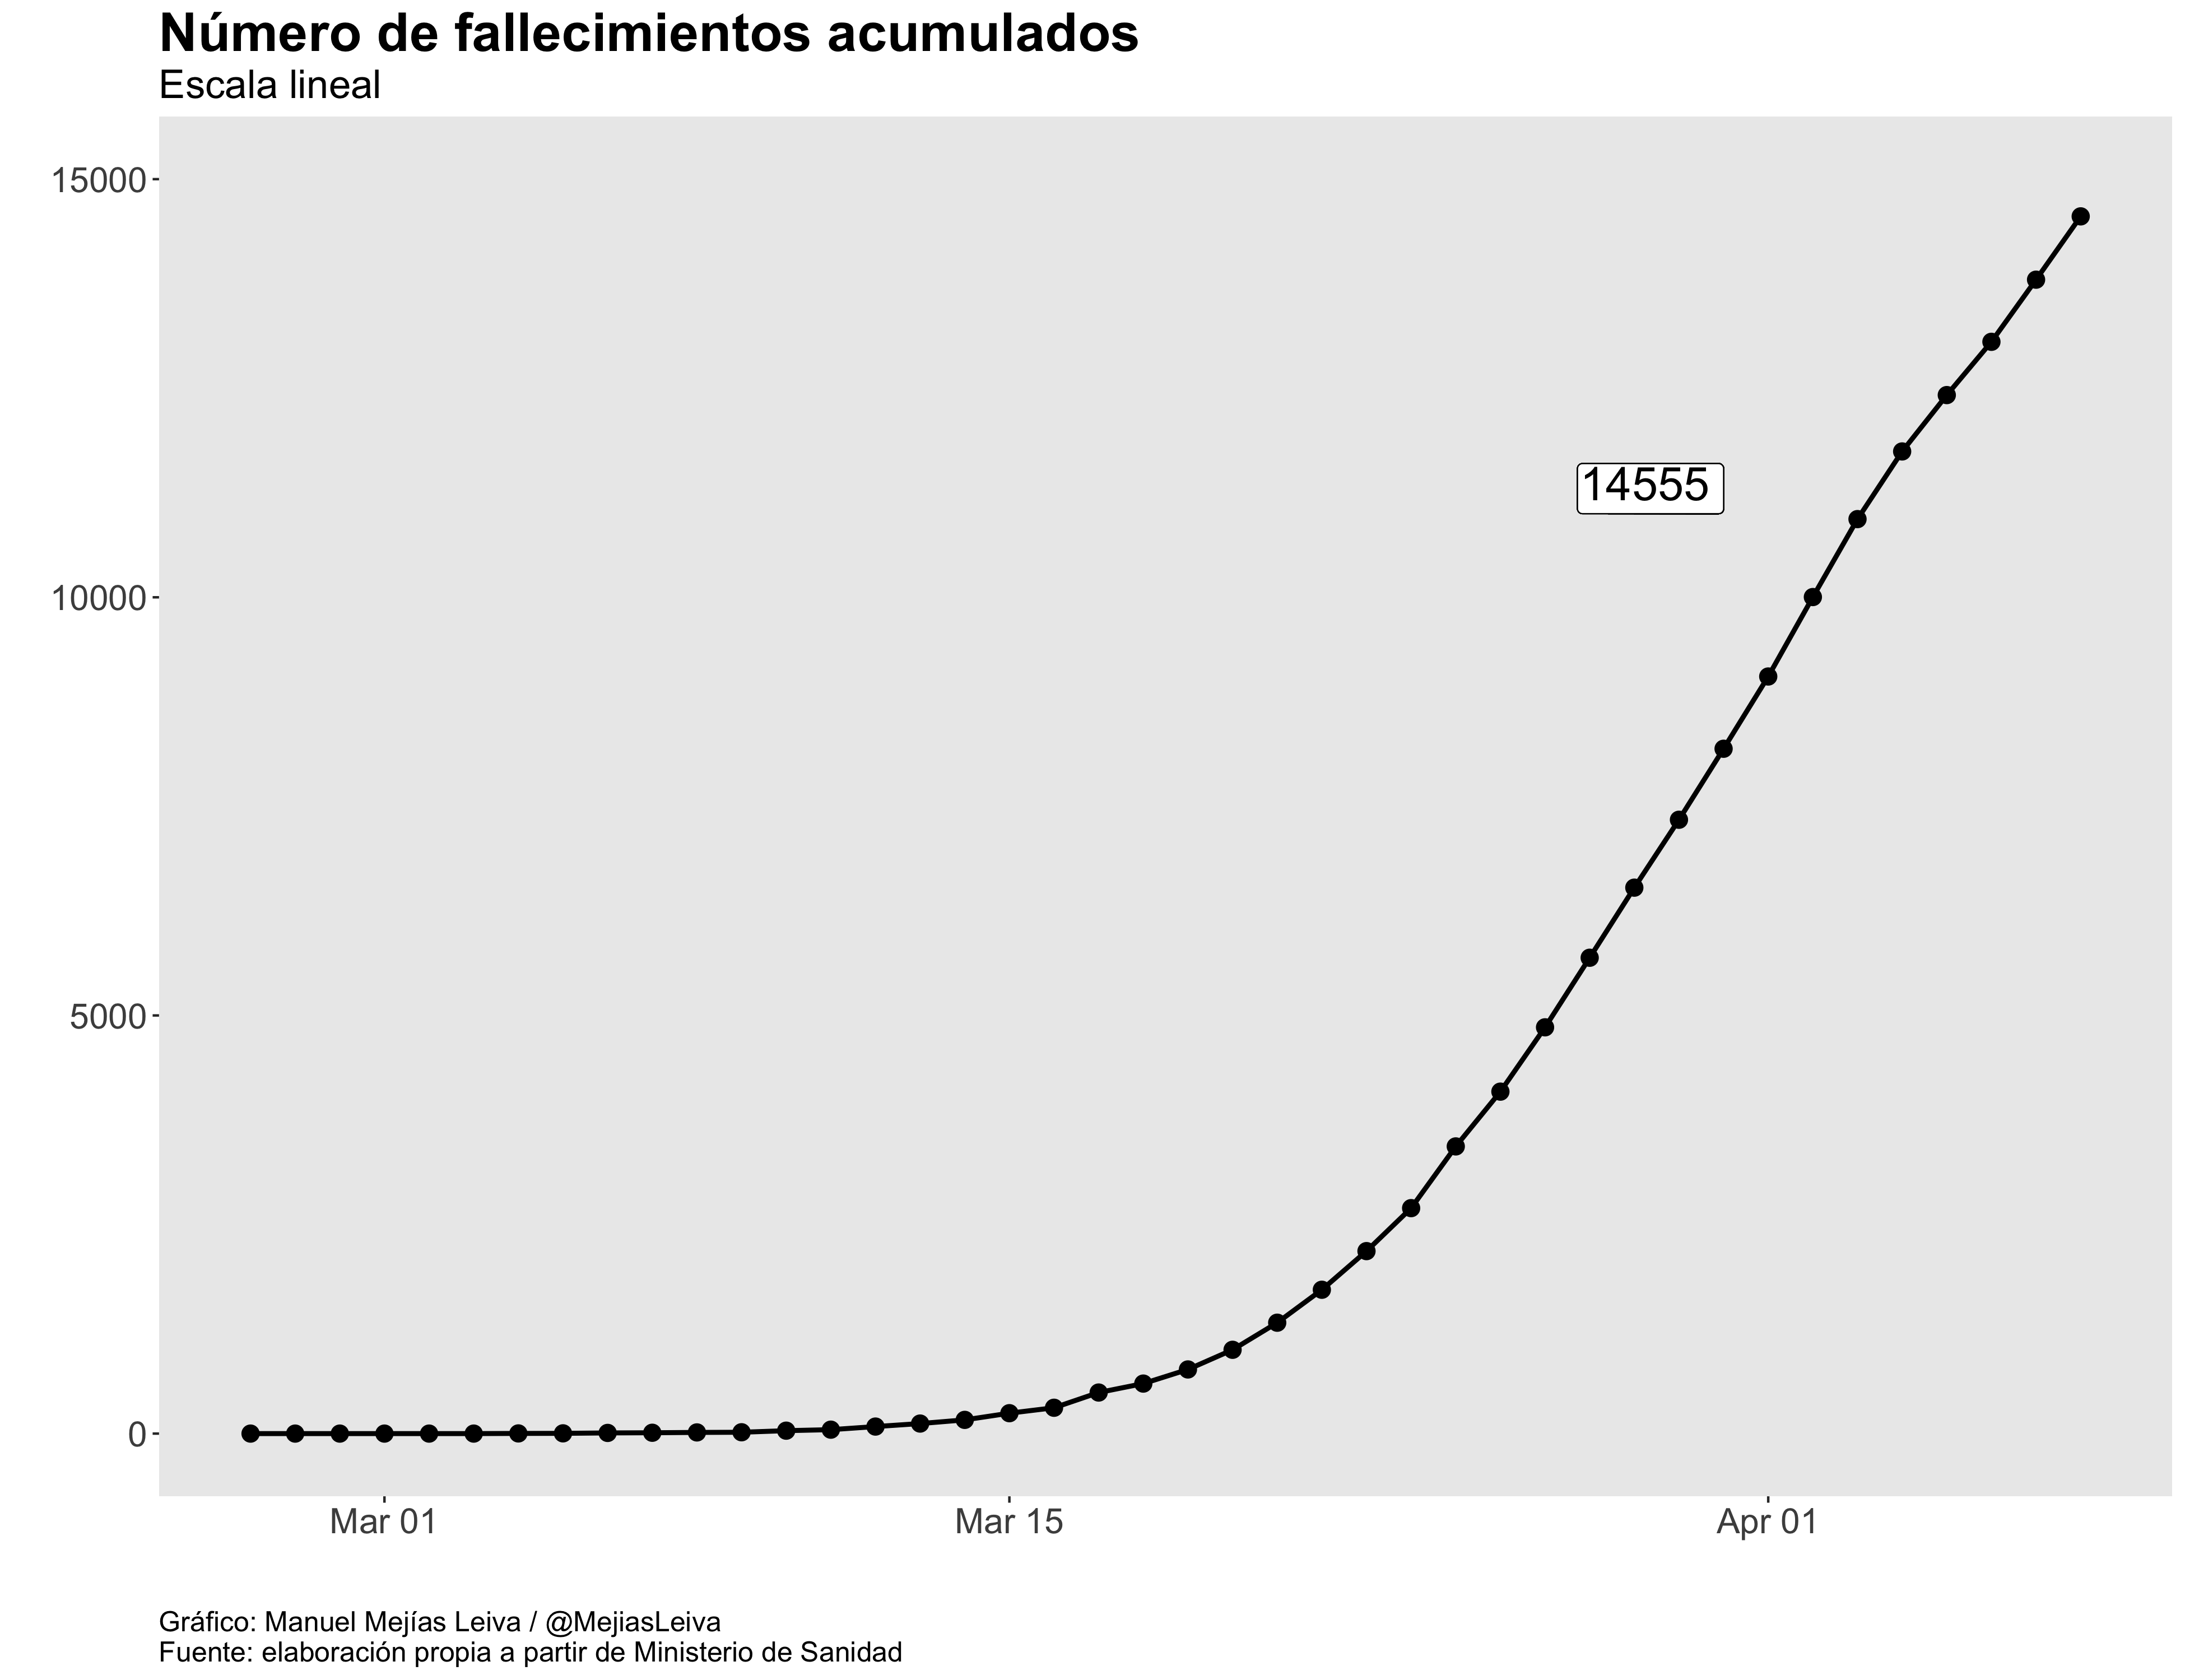 Número de fallecimientos acumulados
Escala lineal
15000
14555
10000
5000
0
Mar 01
Mar 15
Apr 01
Gráfico: Manuel Mejías Leiva / @MejiasLeiva
Fuente: elaboración propia a partir de Ministerio de Sanidad